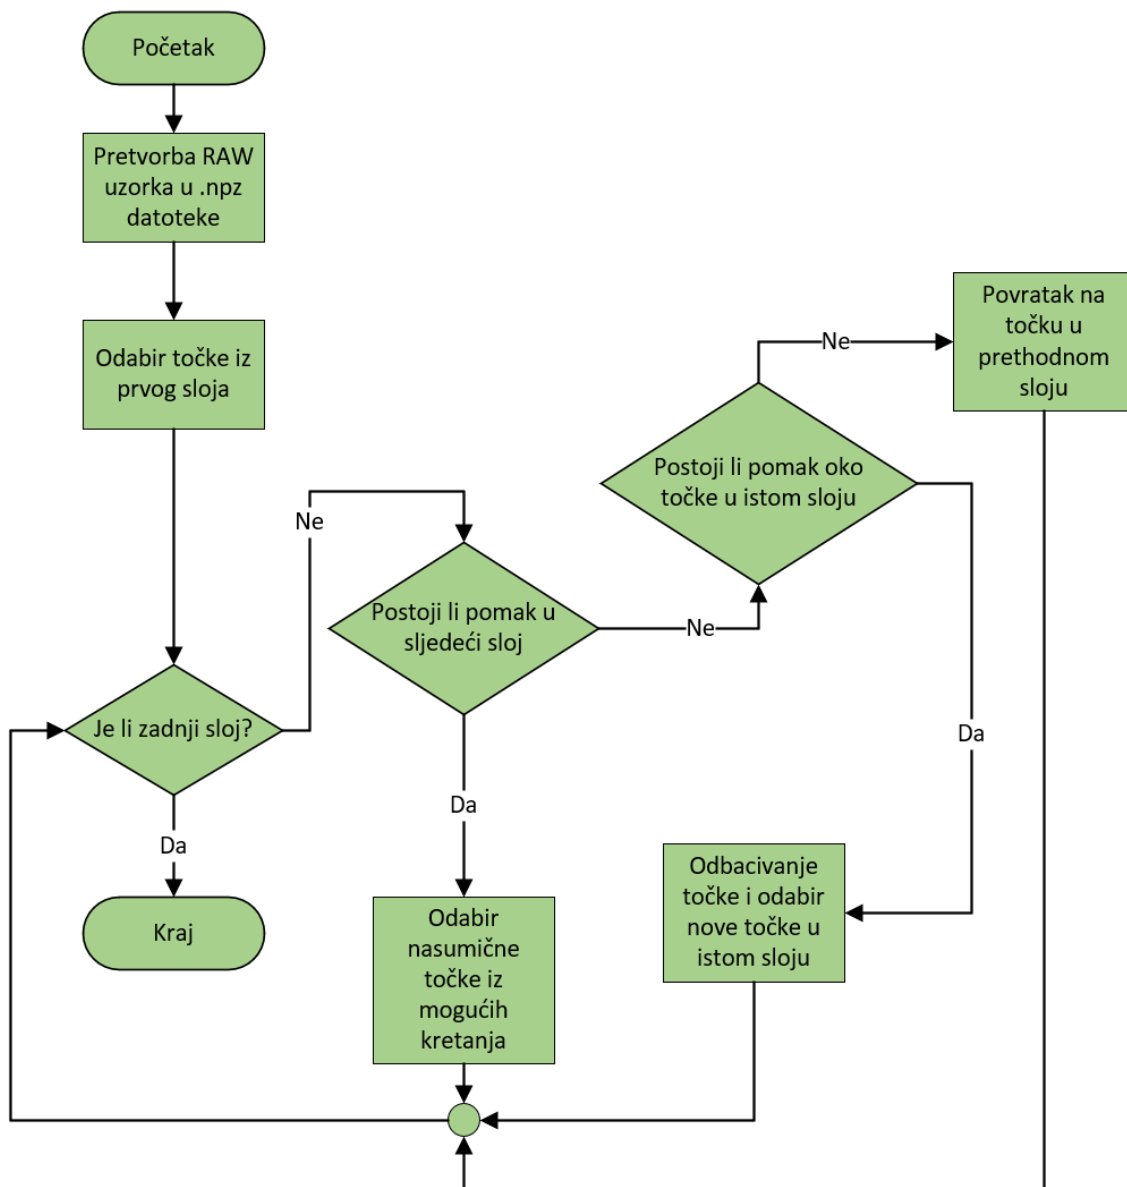 Početak
Pretvorba RAW
uzorka u .npz
datoteke
Odabir točke iz
prvog sloja
Je li zadnji sloj?
Da
Kraj
Ne
Postoji li pomak u
sljedeći sloj
Da
Odabir
nasumične
točke iz
mogućih
kretanja
Ne
Postoji li pomak oko
točke u istom sloju
Ne
Povratak na
točku u
prethodnom
sloju
Da
Odbacivanje
točke i odabir
nove točke u
istom sloju